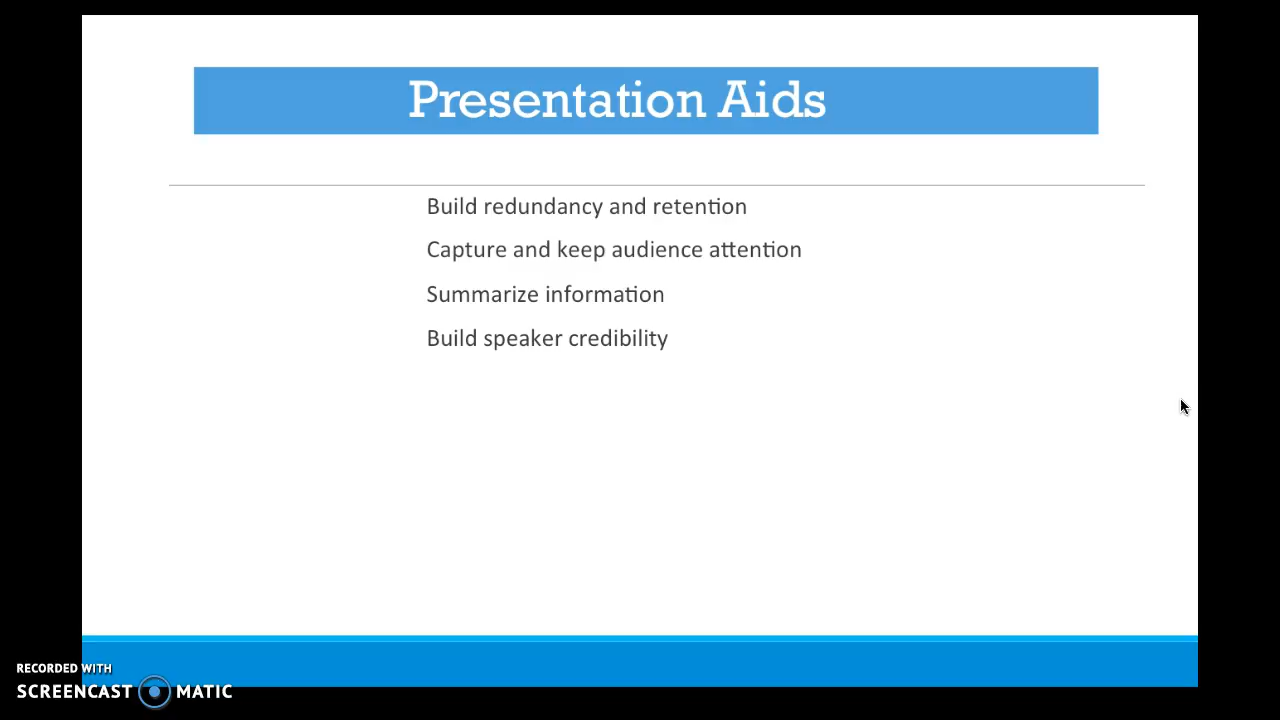 Presentation Aids
Build redundancy and retention
Capture and keep audience attention
Summarize information
Build speaker credibility
RECORDED WITH
SCREENCAST MATIC